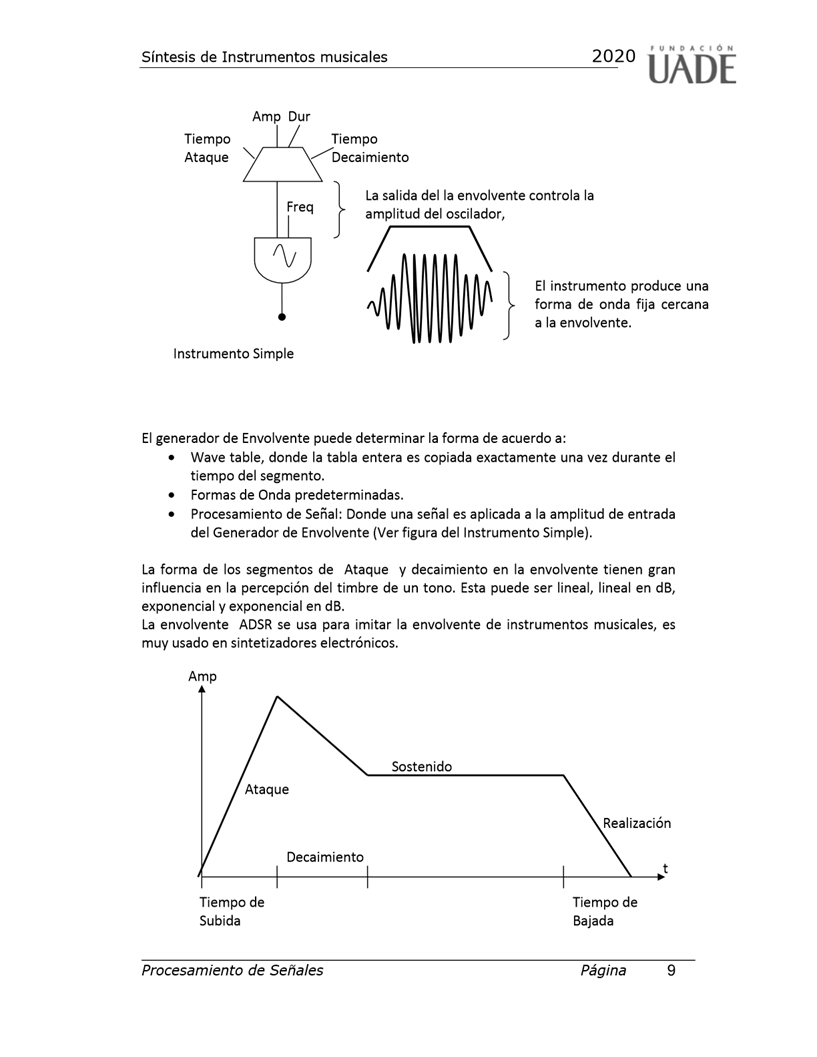 Síntesis de Instrumentos musicales 2020
FUNDACIÓN
UADE
Amp Dur
Tiempo
Ataque
Tiempo
Decaimiento
Freq
La salida del la envolvente controla la
amplitud del oscilador,
El instrumento produce una
forma de onda fija cercana
a la envolvente.
Instrumento Simple
El generador de Envolvente puede determinar la forma de acuerdo a:
• Wave table, donde la tabla entera es copiada exactamente una vez durante el
tiempo del segmento.
• Formas de Onda predeterminadas.
• Procesamiento de Señal: Donde una señal es aplicada a la amplitud de entrada
del Generador de Envolvente (Ver figura del Instrumento Simple).
La forma de los segmentos de Ataque y decaimiento en la envolvente tienen gran
influencia en la percepción del timbre de un tono. Esta puede ser lineal, lineal en dB,
exponencial y exponencial en dB.
La envolvente ADSR se usa para imitar la envolvente de instrumentos musicales, es
muy usado en sintetizadores electrónicos.
Amp
Sostenido
Ataque
Realización
Decaimiento
t
Tiempo de
Subida
Tiempo de
Bajada
Procesamiento de Señales Página 9